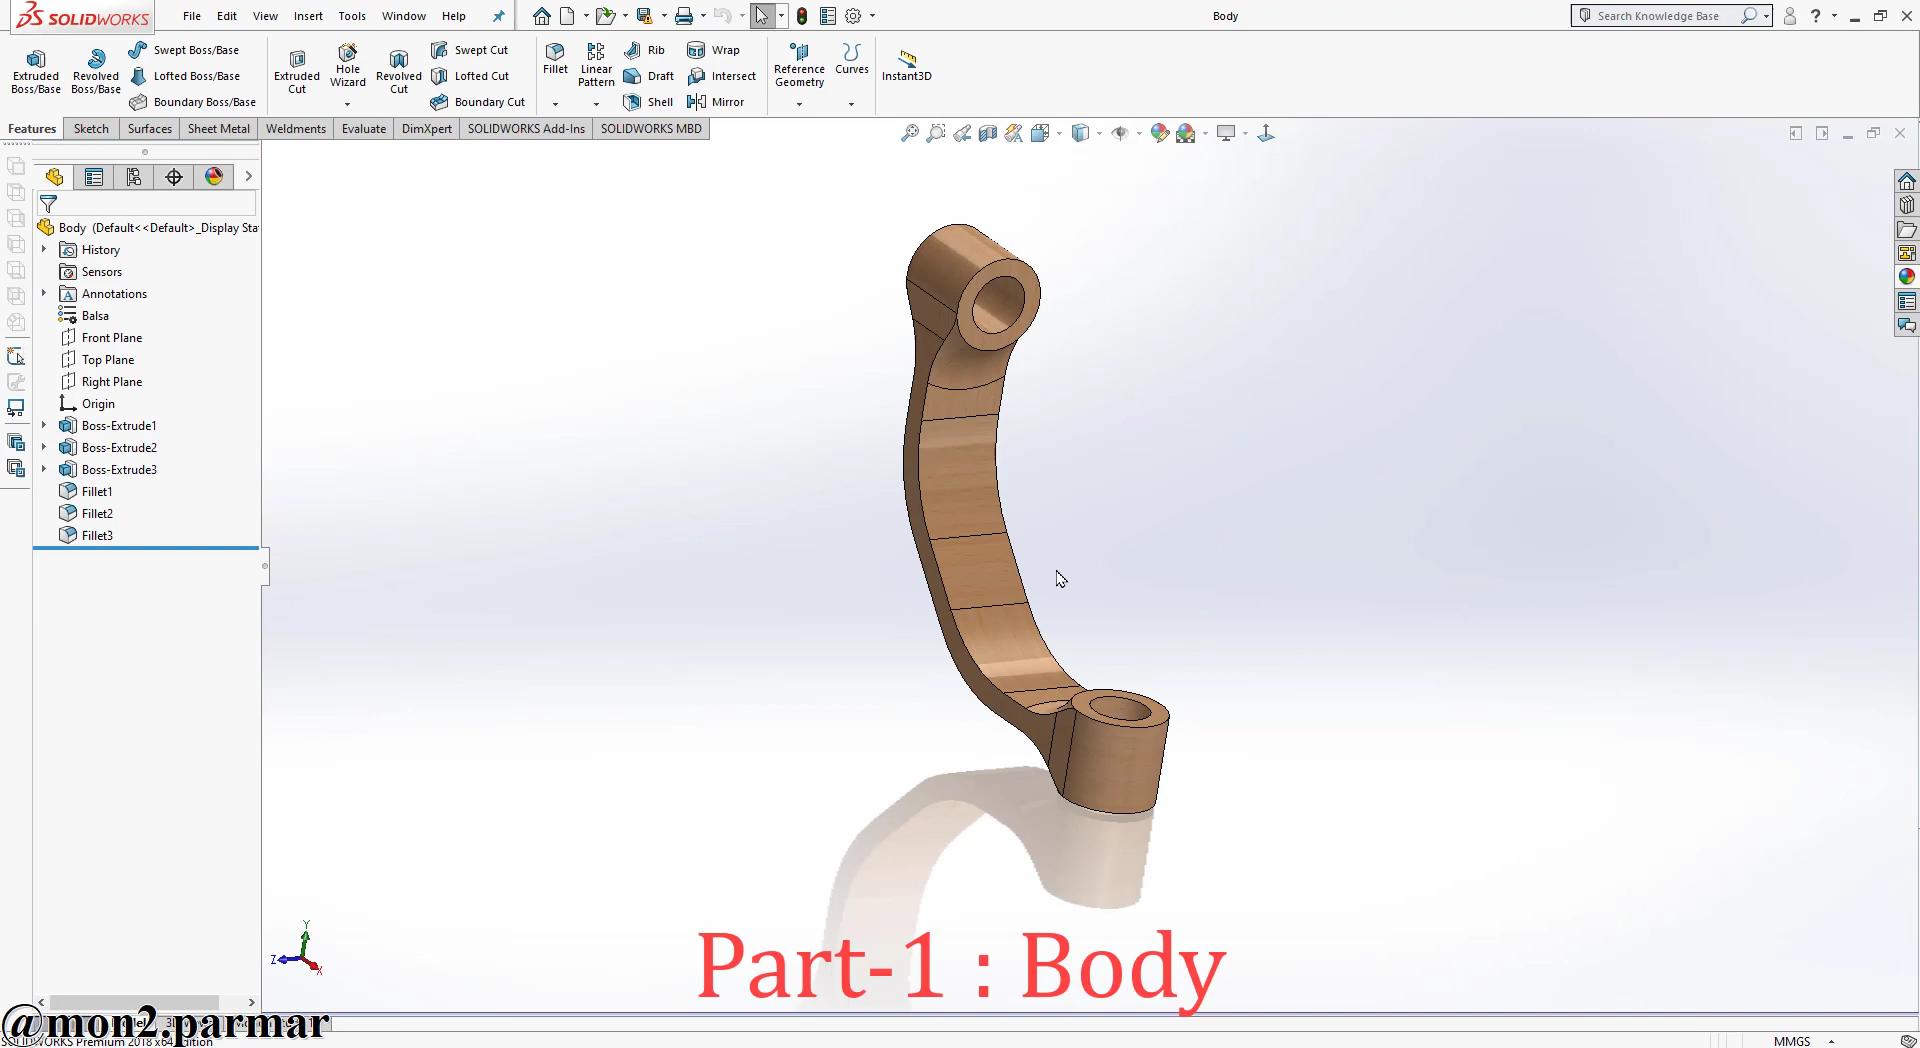 SOLIDWORKS File Edit View Insert Tools Window Help Body Search Knowledge Base ?
Extruded Boss/Base
Revolved Boss/Base
Swept Boss/Base
Lofted Boss/Base
Boundary Boss/Base
Extruded Cut
Hole Wizard
Revolved Cut
Swept Cut
Lofted Cut
Boundary Cut
Fillet
Linear Pattern
Rib
Draft
Shell
Wrap
Intersect
Mirror
Reference Geometry
Curves
Instant3D
Features Sketch Surfaces Sheet Metal Weldments Evaluate DimXpert SOLIDWORKS Add-Ins SOLIDWORKS MBD
Body (Default<<Default>_Display Sta
History
Sensors
A Annotations
Balsa
Front Plane
Top Plane
Right Plane
Origin
Boss-Extrude1
Boss-Extrude2
Boss-Extrude3
Fillet1
Fillet2
Fillet3
Y
Z
X
Part-1 : Body
@mon2.parmar
SOLIDWORKS Premium 2018 x64 Edition
MMGS